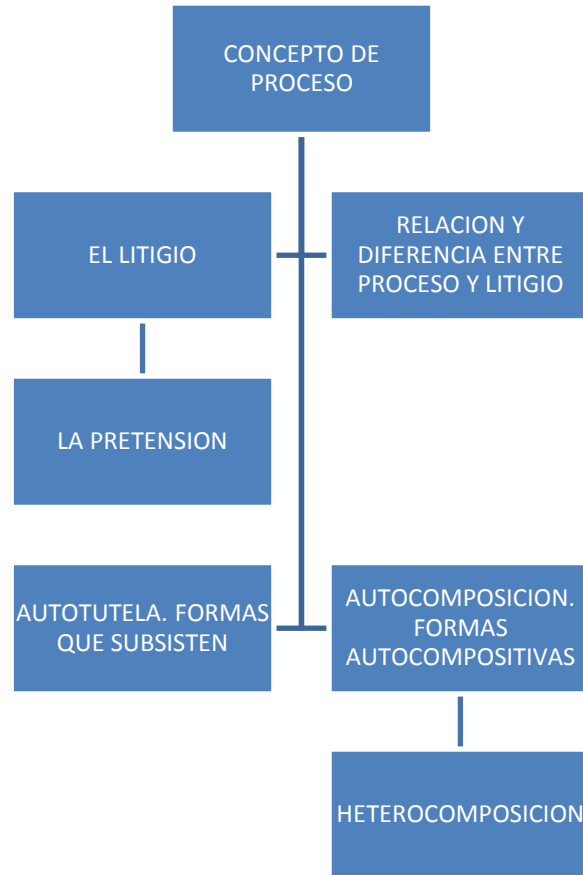 CONCEPTO DE
PROCESO
EL LITIGIO
RELACION Y
DIFERENCIA ENTRE
PROCESO Y LITIGIO
LA PRETENSION
AUTOTUTELA. FORMAS
QUE SUBSISTEN
AUTOCOMPOSICION.
FORMAS
AUTOCOMPOSITIVAS
HETEROCOMPOSICION